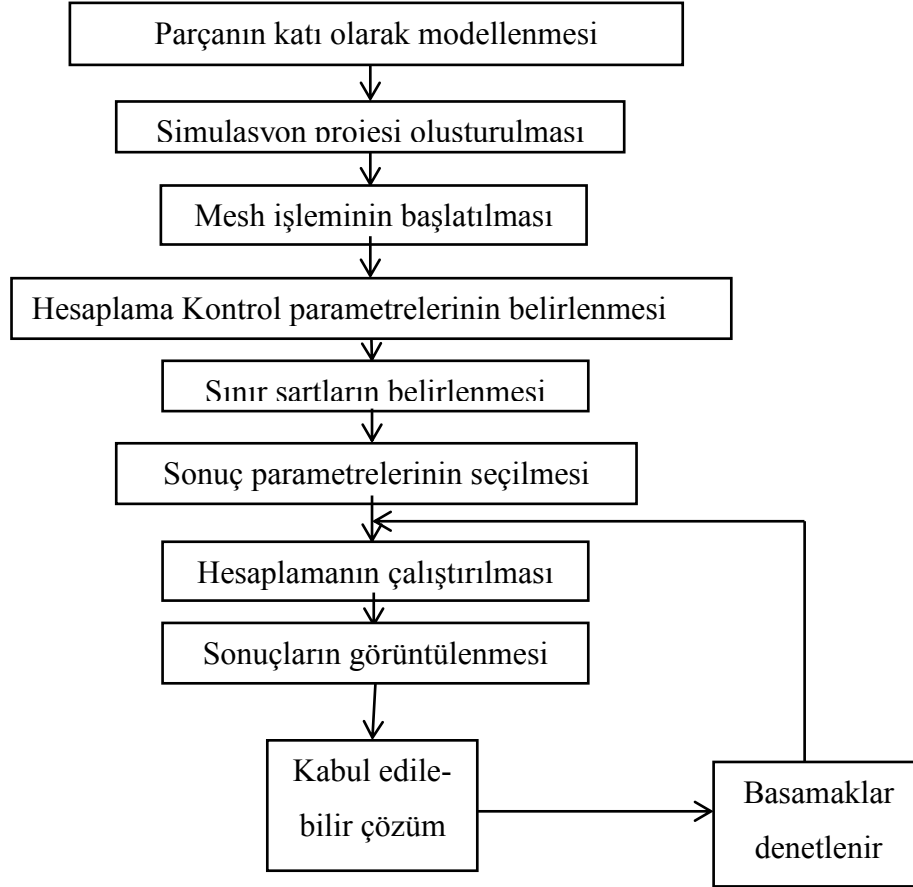 Parçanın katı olarak modellenmesi
Simulasyon projesi oluşturulması
Mesh işleminin başlatılması
Hesaplama Kontrol parametrelerinin belirlenmesi
Sınır şartların belirlenmesi
Sonuç parametrelerinin seçilmesi
Hesaplamanın çalıştırılması
Sonuçların görüntülenmesi
Kabul edile-
bilir çözüm
Basamaklar
denetlenir